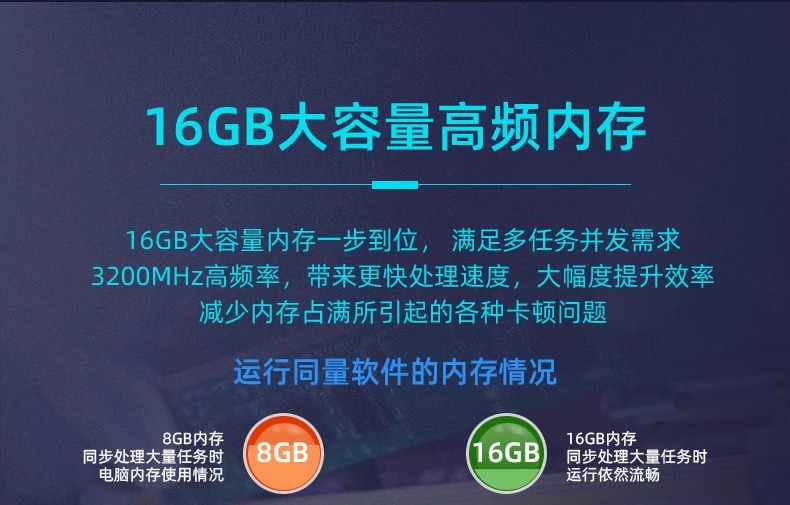 16GB大容量高频内存
16GB大容量内存一步到位， 满足多任务并发需求
3200MHz高频率，带来更快处理速度，大幅度提升效率
减少内存占满所引起的各种卡顿问题
运行同量软件的内存情况
8GB内存
同步处理大量任务时
电脑内存使用情况
8GB
16GB
16GB内存
同步处理大量任务时
运行依然流畅